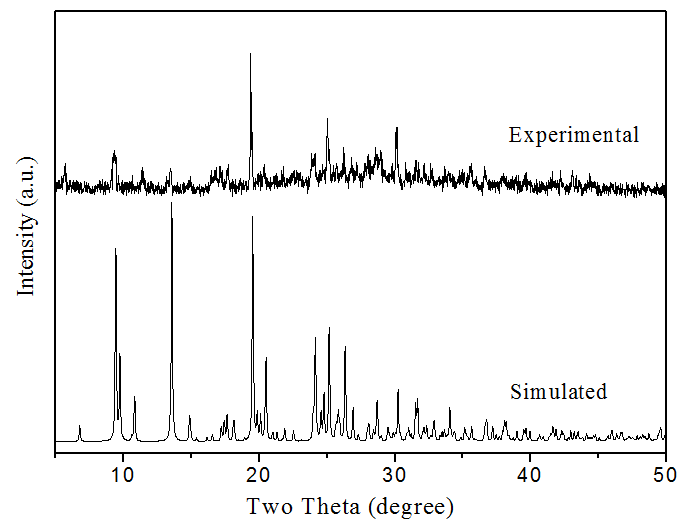 Experimental
Simulated
Intensity (a.u.)
10 20 30 40 50
Two Theta (degree)